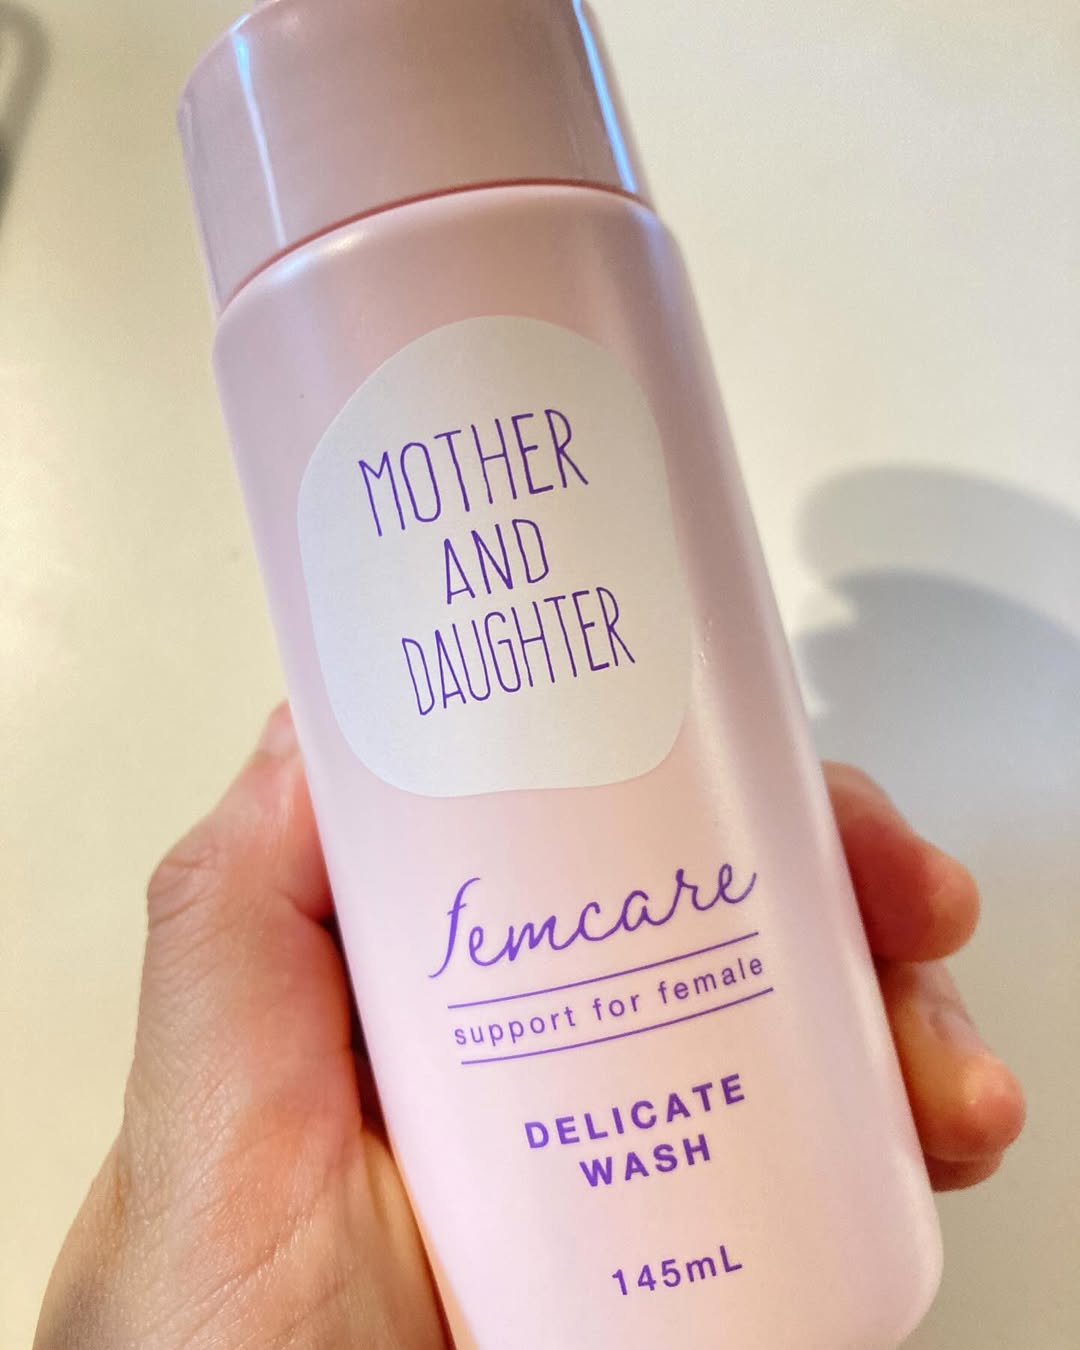 MOTHER
AND
DAUGHTER
femcare
support for female
DELICATE
WASH
145mL